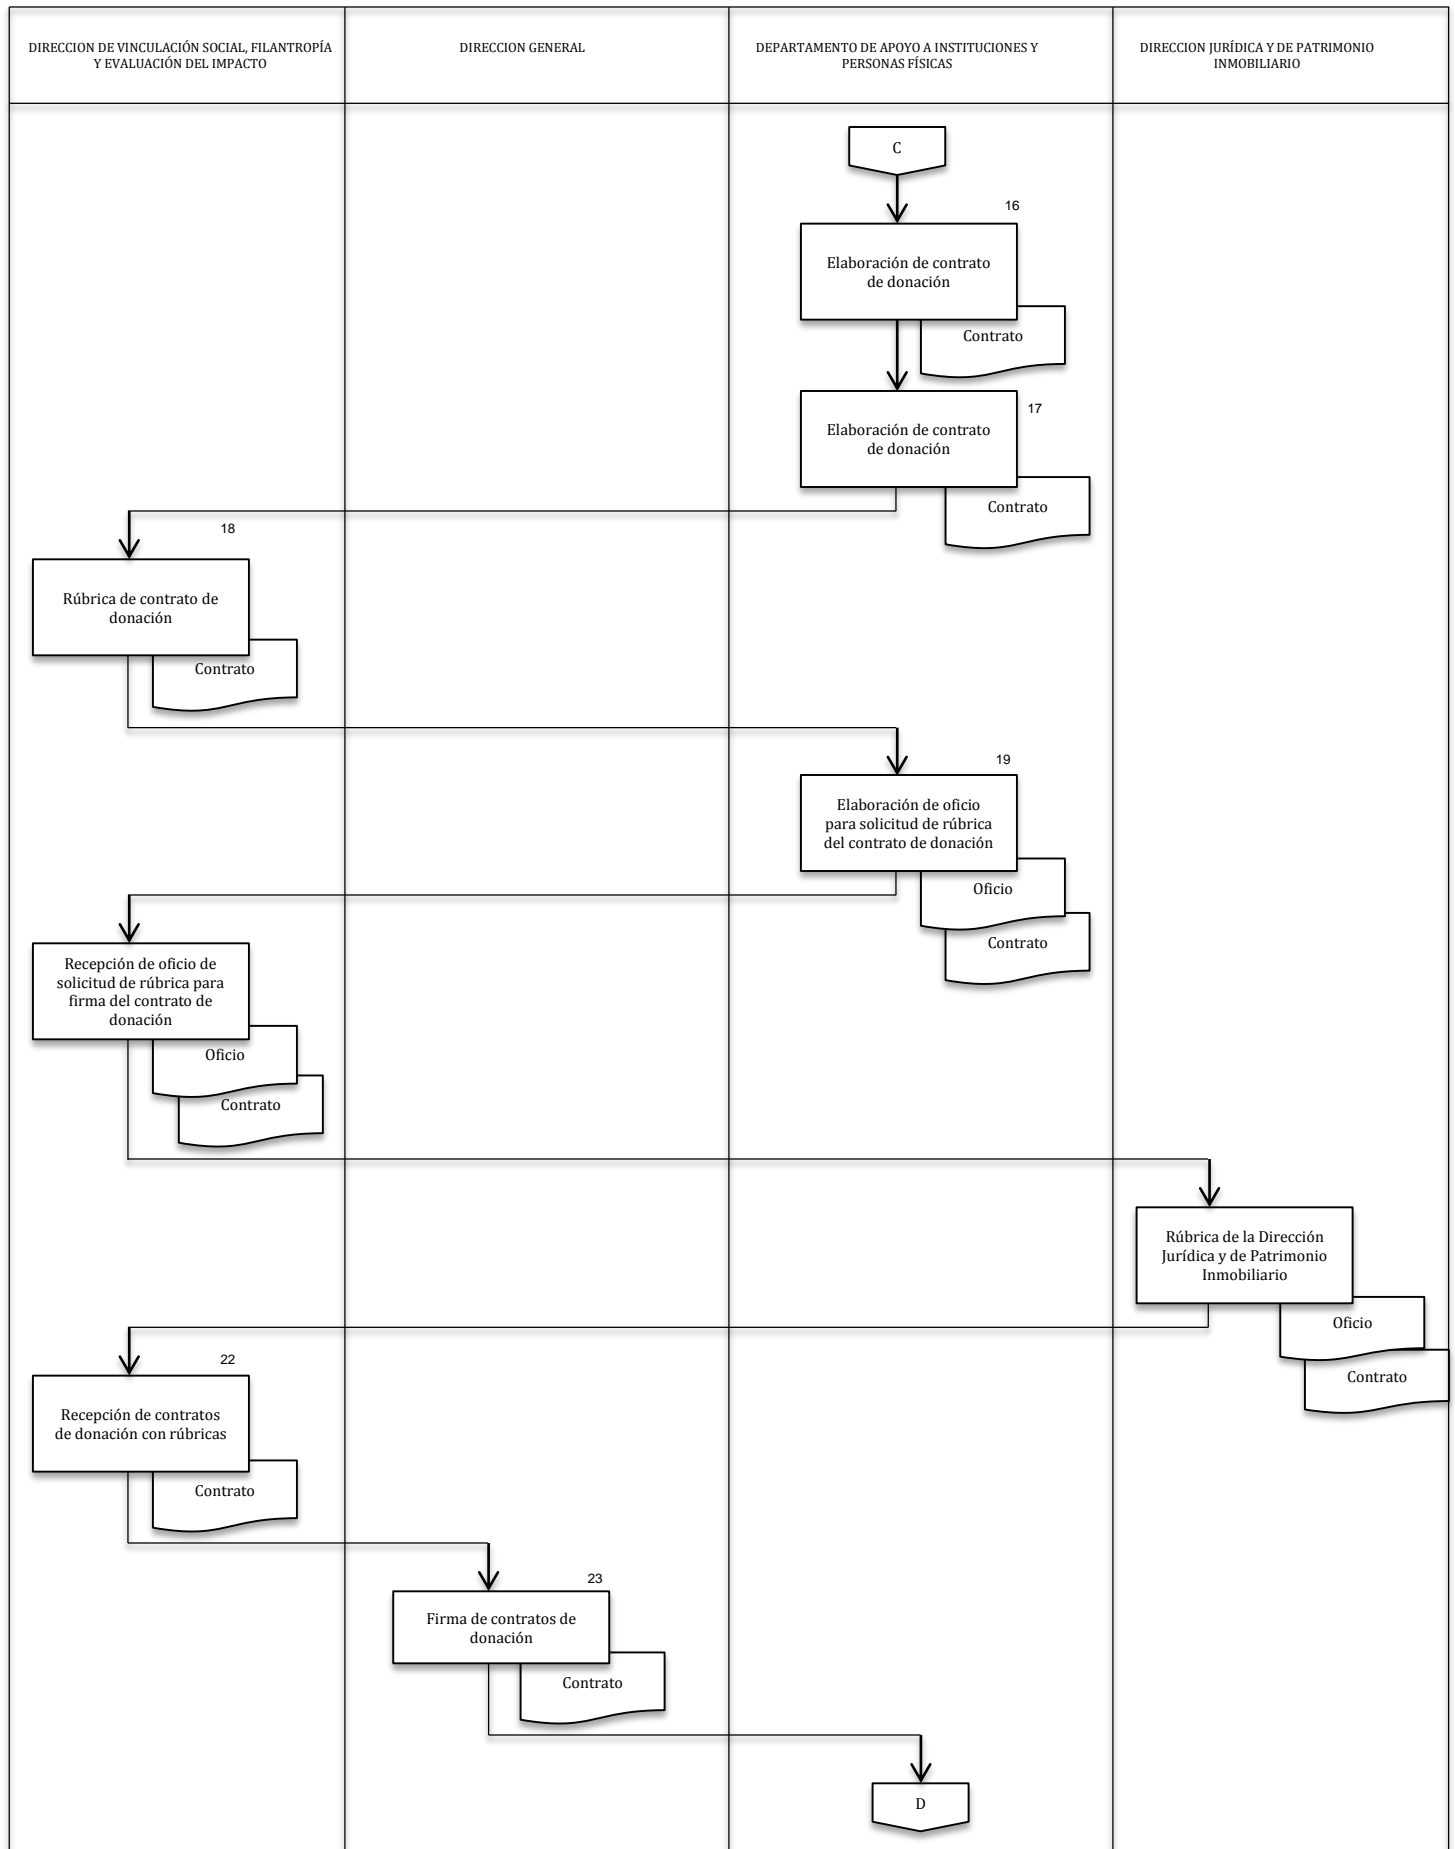 DIRECCION DE VINCULACIÓN SOCIAL, FILANTROPÍA
Y EVALUACIÓN DEL IMPACTO
DIRECCION GENERAL
DEPARTAMENTO DE APOYO A INSTITUCIONES Y
PERSONAS FÍSICAS
DIRECCION JURÍDICA Y DE PATRIMONIO
INMOBILIARIO
C
16
Elaboración de contrato
de donación
Contrato
17
Elaboración de contrato
de donación
Contrato
18
Rúbrica de contrato de
donación
Contrato
19
Elaboración de oficio
para solicitud de rúbrica
del contrato de donación
Oficio
Contrato
Recepción de oficio de
solicitud de rúbrica para
firma del contrato de
donación
Oficio
Contrato
Rúbrica de la Dirección
Jurídica y de Patrimonio
Inmobiliario
Oficio
Contrato
22
Recepción de contratos
de donación con rúbricas
Contrato
23
Firma de contratos de
donación
Contrato
D